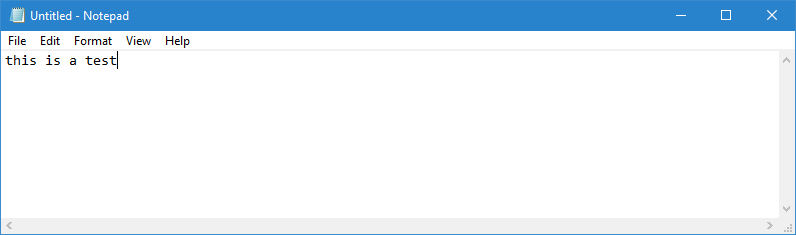 Untitled - Notepad
File Edit Format View Help
this is a test